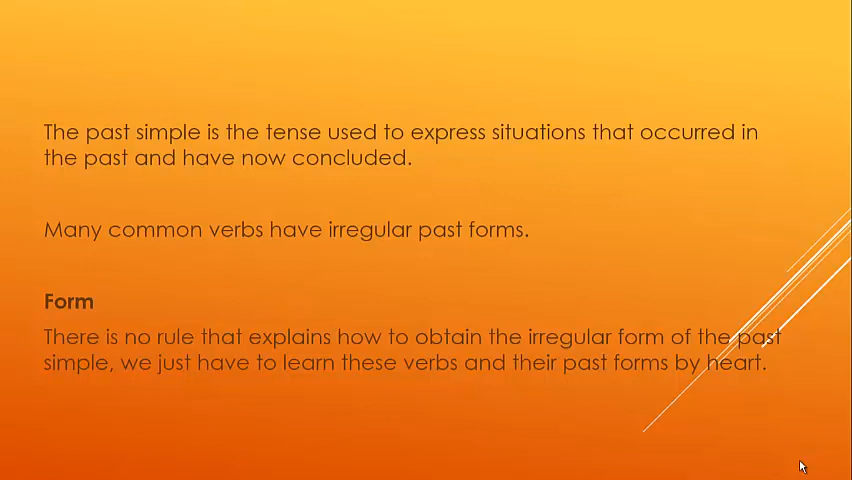 The past simple is the tense used to express situations that occurred in
the past and have now concluded.
Many common verbs have irregular past forms.
Form
There is no rule that explains how to obtain the irregular form of the past
simple, we just have to learn these verbs and their past forms by heart.